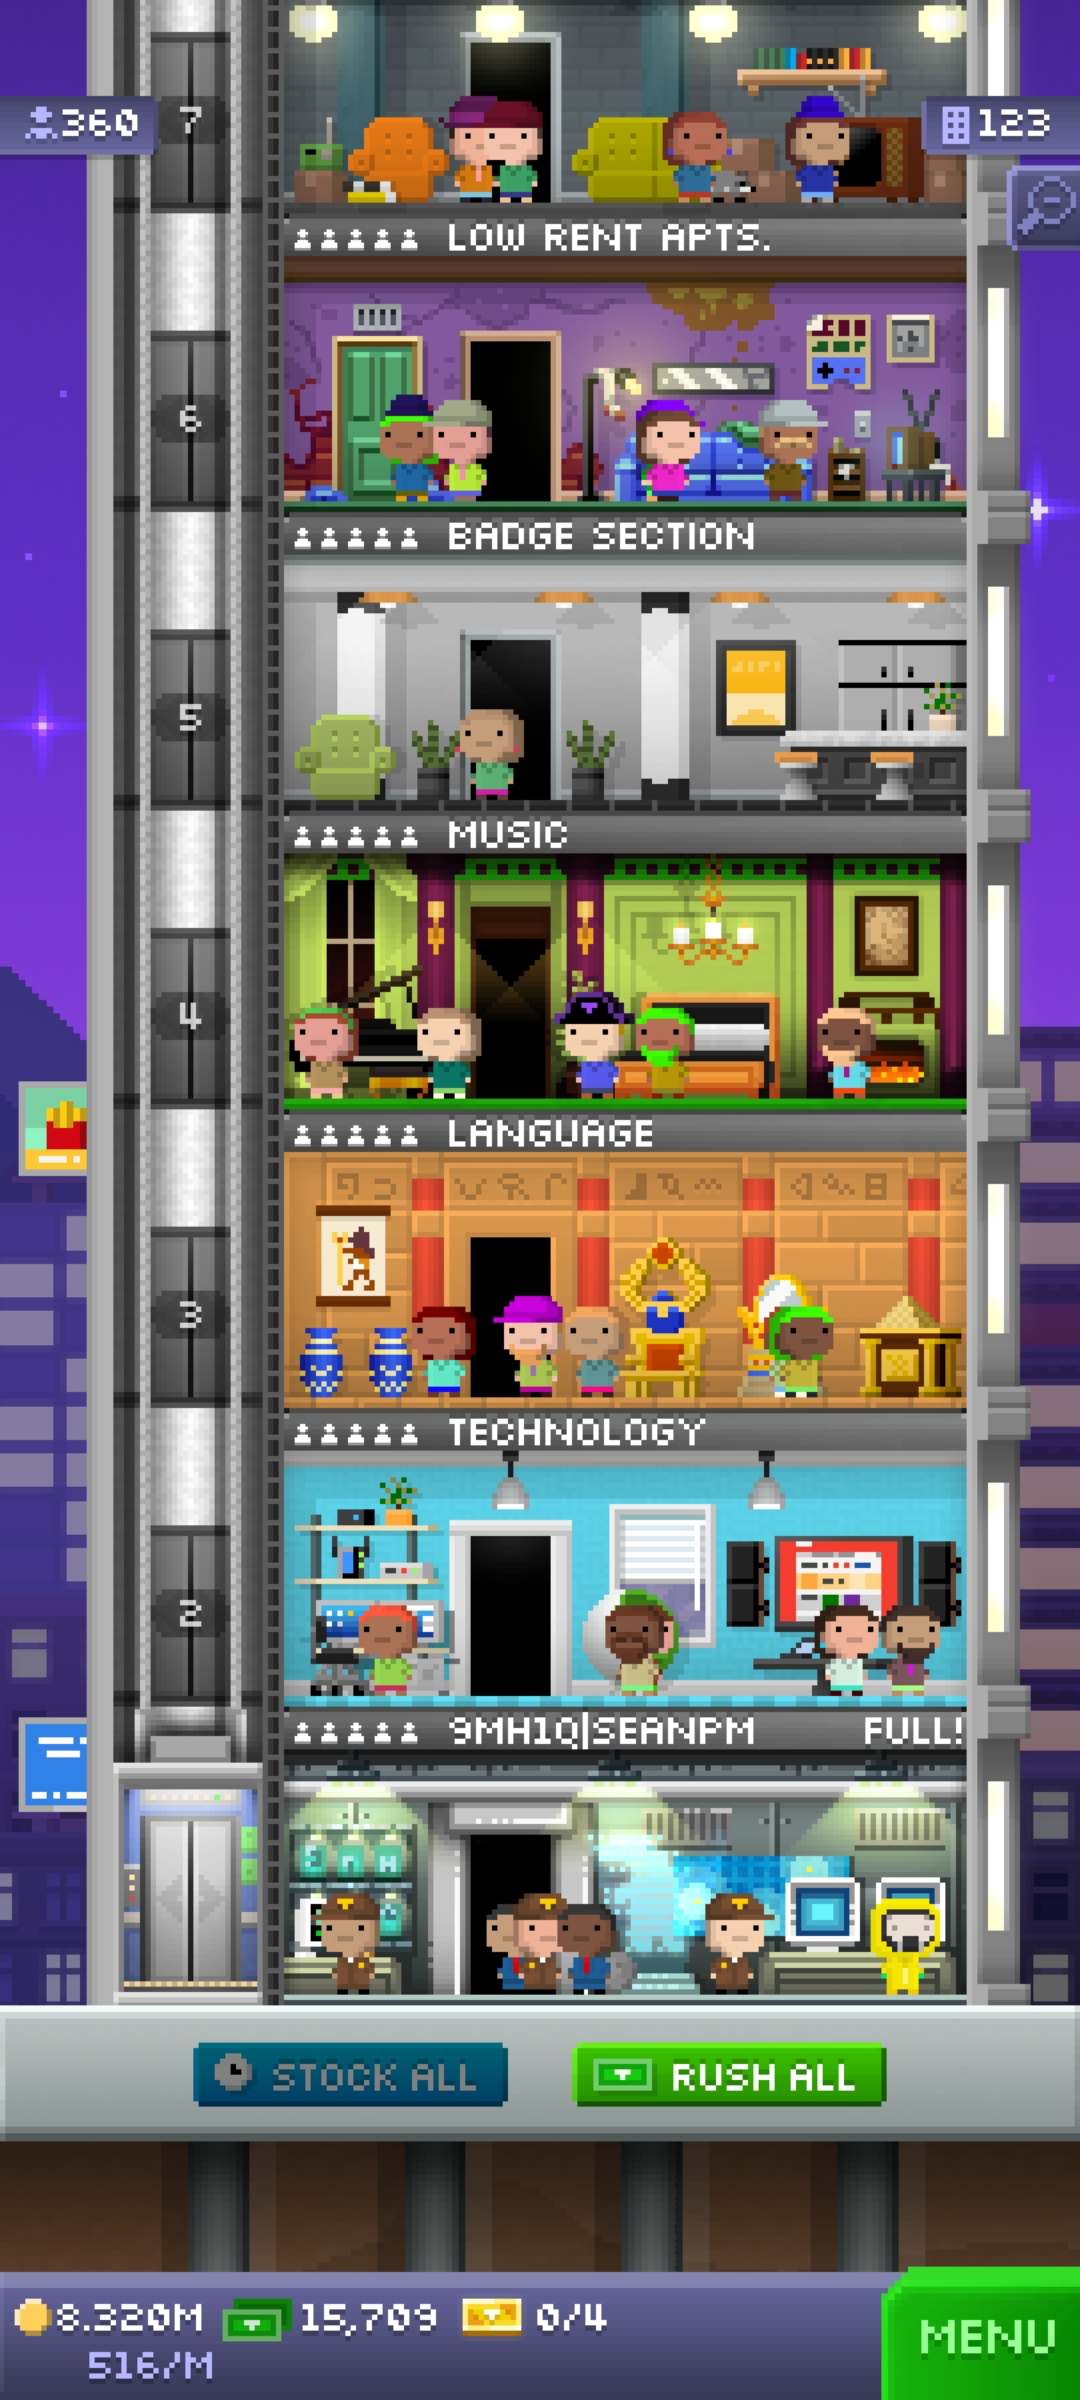 360
7
123
LOW RENT APTS.
6
BADGE SECTION
5
MUSIC
4
LANGUAGE
3
TECHNOLOGY
2
9MH1Q|SEANPM FULL!
STOCK ALL
RUSH ALL
8.320M 15,709 0/4
516/M
MENU